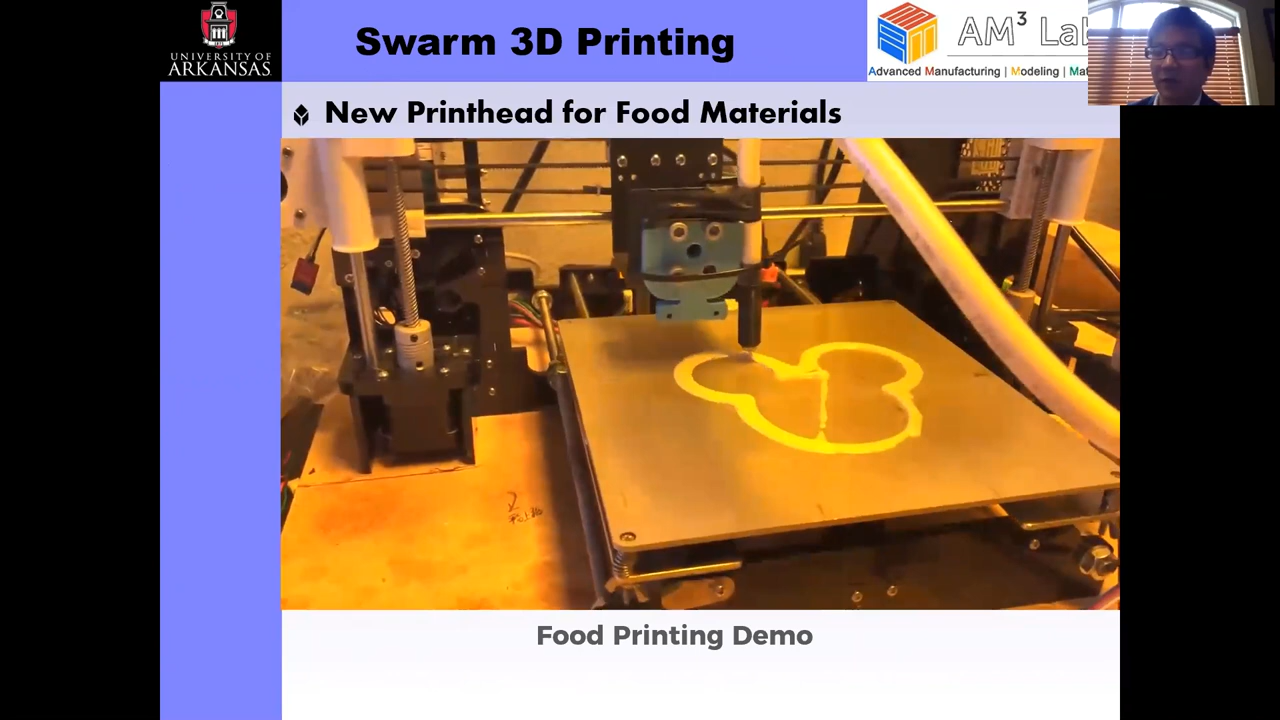 UNIVERSITY OF
ARKANSAS
Swarm 3D Printing
AM³ Lab
Advanced Manufacturing | Modeling |
New Printhead for Food Materials
2
Food Printing Demo